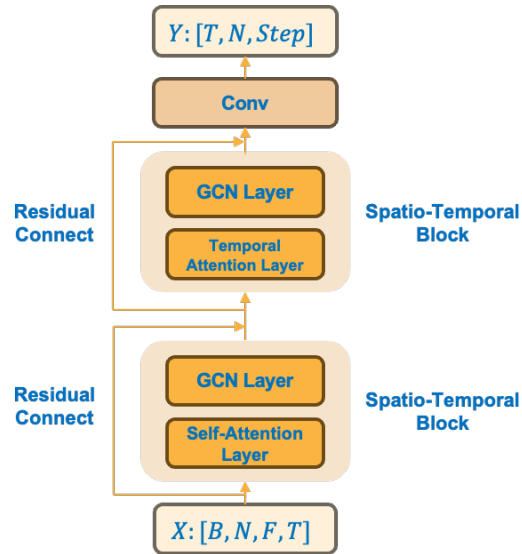 Y: [T, N, Step]
Conv
GCN Layer
Residual
Connect
Spatio-Temporal
Block
Temporal
Attention Layer
GCN Layer
Residual
Connect
Spatio-Temporal
Block
Self-Attention
Layer
X: [B, N, F, T]